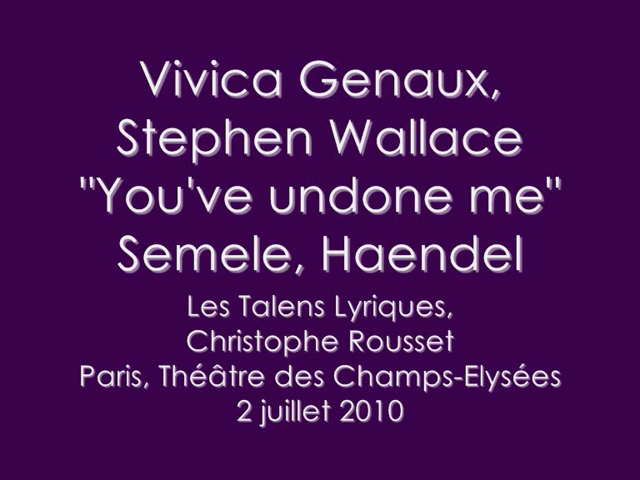 Vivica Genaux,
Stephen Wallace
"You've undone me"
Semele, Haendel
Les Talens Lyriques,
Christophe Rousset
Paris, Théâtre des Champs-Elysées
2 juillet 2010